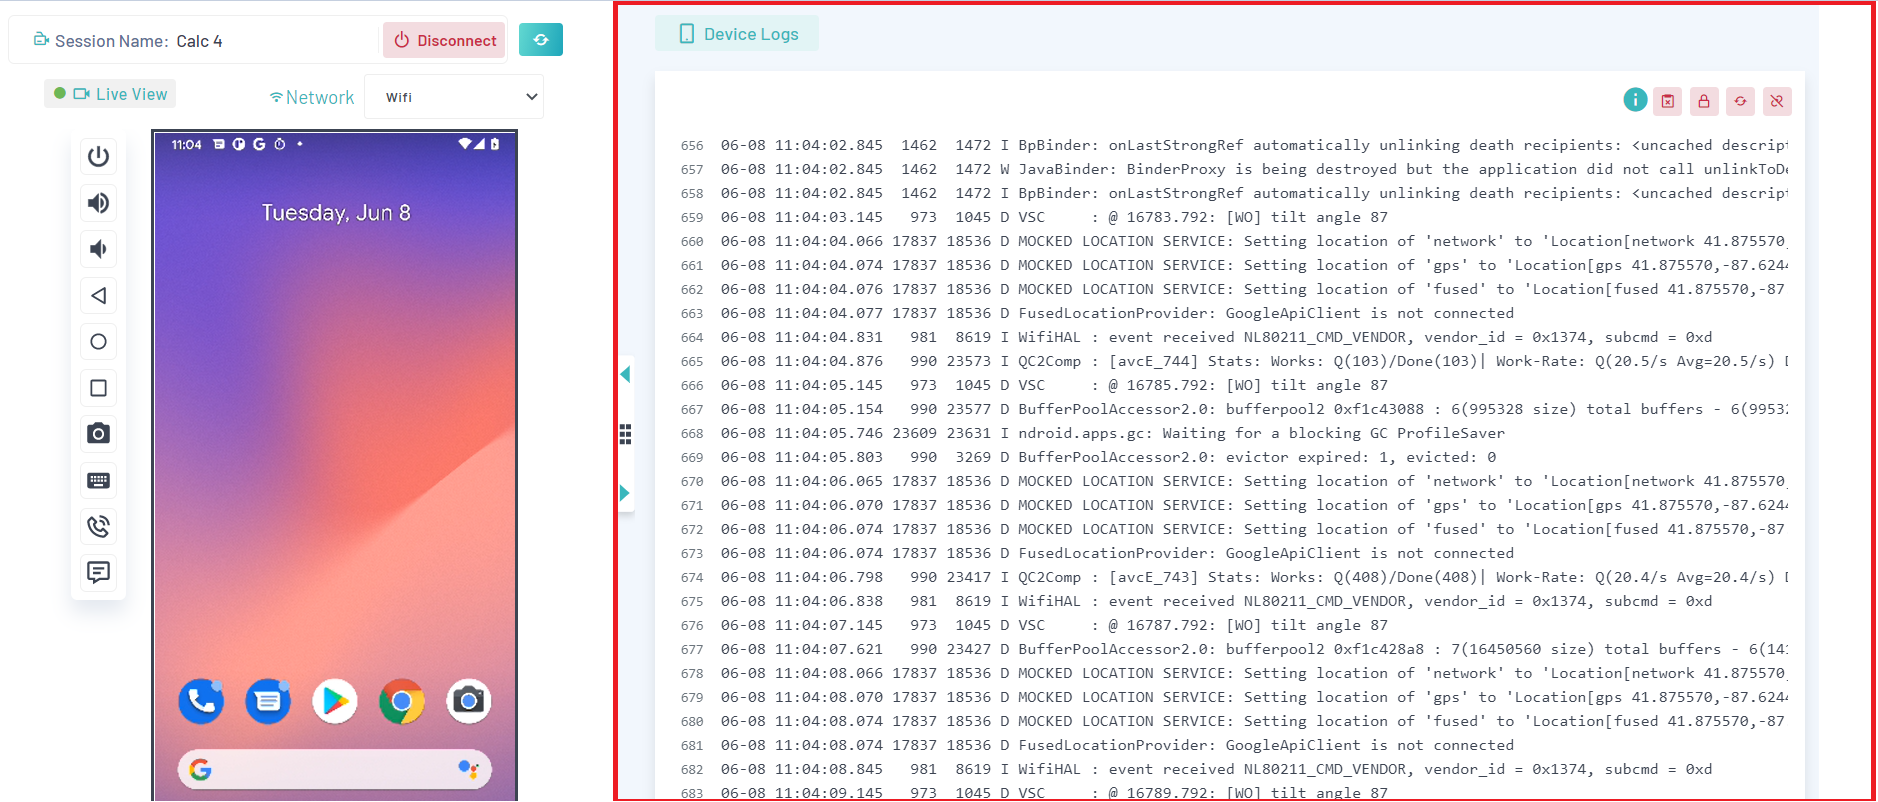 Session Name: Calc 4
Disconnect
Live View
Network
Wifi
11:04
Tuesday, Jun 8
Device Logs
656 06-08 11:04:02.845 1462 1472 I BpBinder: onLastStrongRef automatically unlinking death recipients: <uncached descript
657 06-08 11:04:02.845 1462 1472 W JavaBinder: BinderProxy is being destroyed but the application did not call unlinkToDe
658 06-08 11:04:02.845 1462 1472 I BpBinder: onLastStrongRef automatically unlinking death recipients: <uncached descript
659 06-08 11:04:03.145 973 1045 D VSC : @ 16783.792: [WO] tilt angle 87
660 06-08 11:04:04.066 17837 18536 D MOCKED LOCATION SERVICE: Setting location of 'network' to 'Location[network 41.875570,
661 06-08 11:04:04.074 17837 18536 D MOCKED LOCATION SERVICE: Setting location of 'gps' to 'Location[gps 41.875570,-87.6244
662 06-08 11:04:04.076 17837 18536 D MOCKED LOCATION SERVICE: Setting location of 'fused' to 'Location[fused 41.875570,-87
663 06-08 11:04:04.077 17837 18536 D FusedLocationProvider: GoogleApiClient is not connected
664 06-08 11:04:04.831 981 8619 I WifiHAL : event received NL80211_CMD_VENDOR, vendor_id = 0x1374, subcmd = 0xd
665 06-08 11:04:04.876 990 23573 I QC2Comp : [avcE_744] Stats: Works: Q(103)/Done(103)| Work-Rate: Q(20.5/s Avg=20.5/s) D
666 06-08 11:04:05.145 973 1045 D VSC : @ 16785.792: [WO] tilt angle 87
667 06-08 11:04:05.154 990 23577 D BufferPoolAccessor2.0: bufferpool2 0xf1c43088 : 6(995328 size) total buffers - 6(99532
668 06-08 11:04:05.746 23609 23631 I ndroid.apps.gc: Waiting for a blocking GC ProfileSaver
669 06-08 11:04:05.803 990 3269 D BufferPoolAccessor2.0: evictor expired: 1, evicted: 0
670 06-08 11:04:06.065 17837 18536 D MOCKED LOCATION SERVICE: Setting location of 'network' to 'Location[network 41.875570,
671 06-08 11:04:06.070 17837 18536 D MOCKED LOCATION SERVICE: Setting location of 'gps' to 'Location[gps 41.875570,-87.6244
672 06-08 11:04:06.074 17837 18536 D MOCKED LOCATION SERVICE: Setting location of 'fused' to 'Location[fused 41.875570,-87
673 06-08 11:04:06.074 17837 18536 D FusedLocationProvider: GoogleApiClient is not connected
674 06-08 11:04:06.798 990 23417 I QC2Comp : [avcE_743] Stats: Works: Q(408)/Done(408)| Work-Rate: Q(20.4/s Avg=20.4/s) D
675 06-08 11:04:06.838 981 8619 I WifiHAL : event received NL80211_CMD_VENDOR, vendor_id = 0x1374, subcmd = 0xd
676 06-08 11:04:07.145 973 1045 D VSC : @ 16787.792: [WO] tilt angle 87
677 06-08 11:04:07.621 990 23427 D BufferPoolAccessor2.0: bufferpool2 0xf1c428a8 : 7(16450560 size) total buffers - 6(141
678 06-08 11:04:08.066 17837 18536 D MOCKED LOCATION SERVICE: Setting location of 'network' to 'Location[network 41.875570,
679 06-08 11:04:08.070 17837 18536 D MOCKED LOCATION SERVICE: Setting location of 'gps' to 'Location[gps 41.875570,-87.6244
680 06-08 11:04:08.074 17837 18536 D MOCKED LOCATION SERVICE: Setting location of 'fused' to 'Location[fused 41.875570,-87
681 06-08 11:04:08.074 17837 18536 D FusedLocationProvider: GoogleApiClient is not connected
682 06-08 11:04:08.845 981 8619 I WifiHAL : event received NL80211_CMD_VENDOR, vendor_id = 0x1374, subcmd = 0xd
683 06-08 11:04:09.145 973 1045 D VSC : @ 16789.792: [WO] tilt angle 87